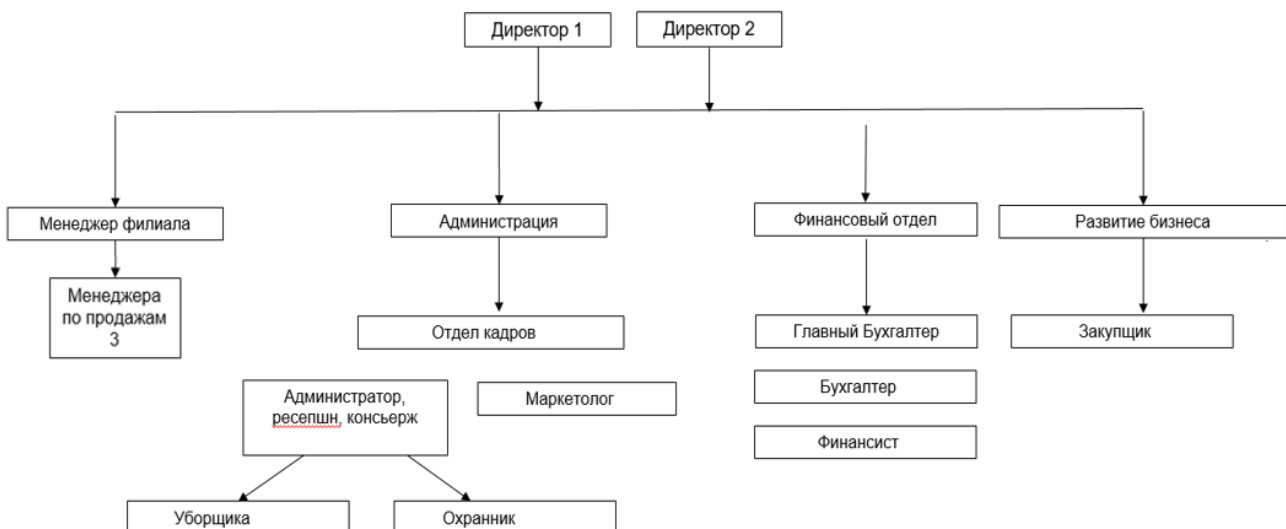 Директор 1
Директор 2
Менеджер филиала
Администрация
Финансовый отдел
Развитие бизнеса
Менеджера
по продажам
3
Отдел кадров
Главный Бухгалтер
Закупщик
Администратор,
ресепшн, консьерж
Маркетолог
Бухгалтер
Финансист
Уборщика
Охранник